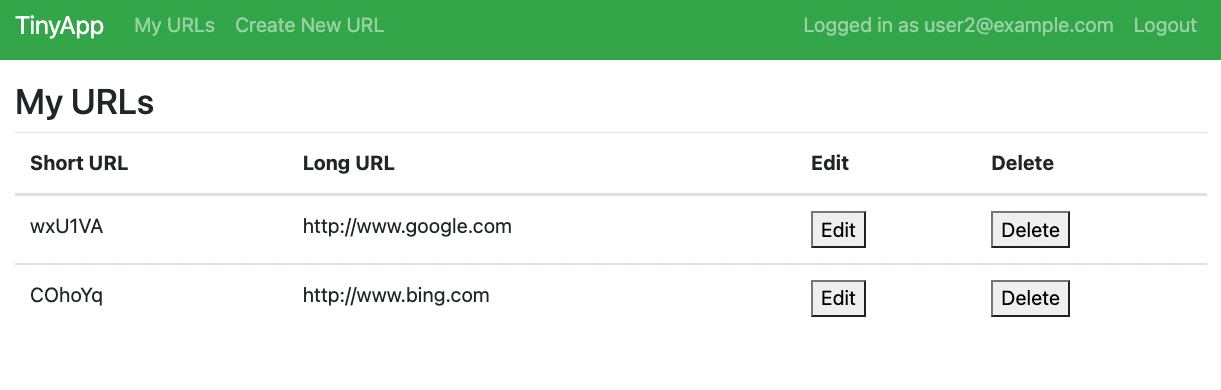 TinyApp My URLs Create New URL Logged in as user2@example.com Logout
My URLs
Short URL Long URL Edit Delete
wxU1VA http://www.google.com Edit Delete
COhoYq http://www.bing.com Edit Delete